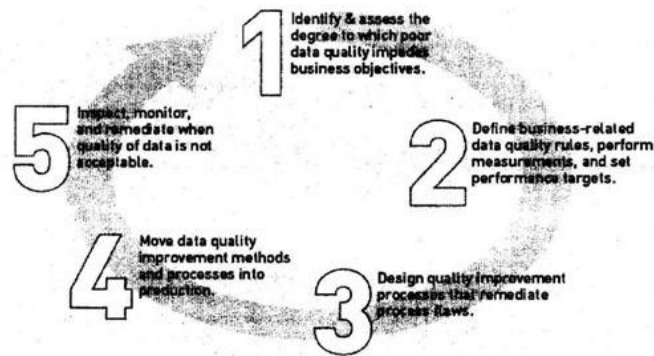 1
Identify & assess the
degree to which poor
data quality impedes
business objectives.
2
Define business-related
data quality rules, perform
measurements, and set
performance targets.
3
Design quality improvement
processes that remediate
process flaws.
4
Move data quality
improvement methods
and processes into
production.
5
Inspect, monitor,
and remediate when
quality of data is not
acceptable.